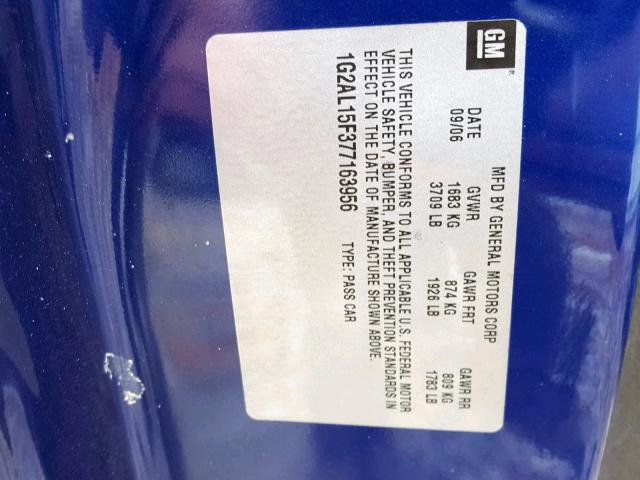 GM®
MFD BY GENERAL MOTORS CORP
DATE GVWR GAWR FRT GAWR RR
09/06 1683 KG 874 KG 809 KG
3709 LB 1926 LB 1783 LB
THIS VEHICLE CONFORMS TO ALL APPLICABLE U.S. FEDERAL MOTOR
VEHICLE SAFETY, BUMPER, AND THEFT PREVENTION STANDARDS IN
EFFECT ON THE DATE OF MANUFACTURE SHOWN ABOVE.
1G2AL15F377163956 TYPE: PASS CAR